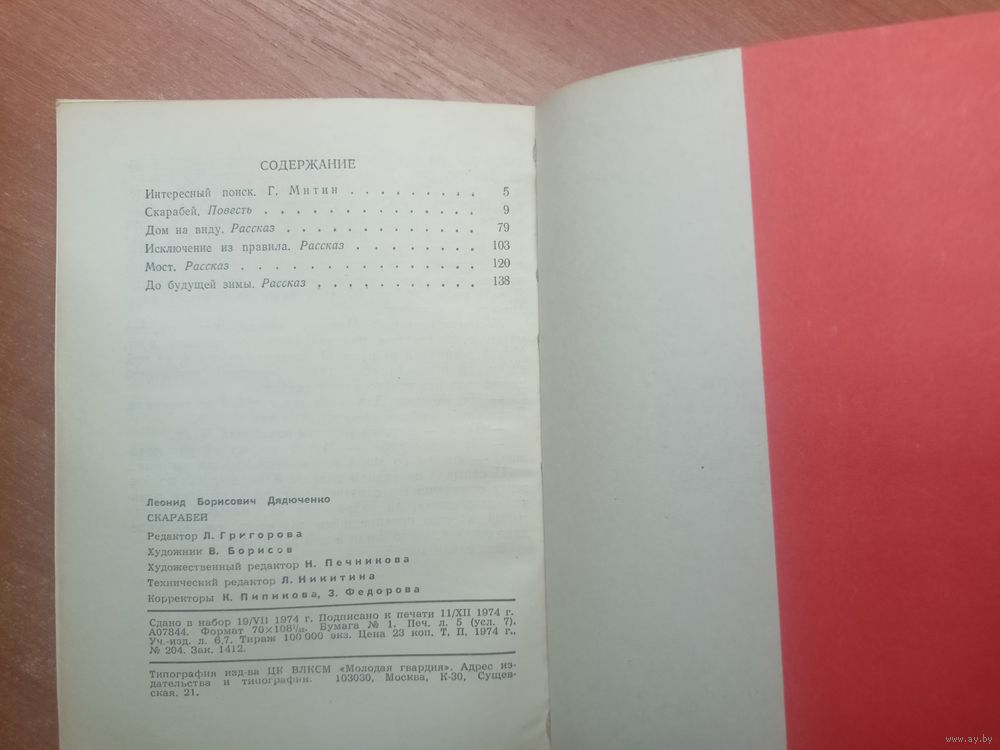 СОДЕРЖАНИЕ
Интересный поиск. Г. Митин . . . . . . . . . 5
Скарабей. Повесть . . . . . . . . . . . . . 9
Дом на виду. Рассказ . . . . . . . . . . . . 79
Исключение из правила. Рассказ . . . . . . . . 103
Мост. Рассказ . . . . . . . . . . . . . . 120
До будущей зимы. Рассказ . . . . . . . . . . 138
Леонид Борисович Дядюченко
СКАРАБЕЙ
Редактор Л. Григорова
Художник В. Борисов
Художественный редактор Н. Печникова
Технический редактор Л. Никитина
Корректоры К. Пипикова, З. Федорова
Сдано в набор 19/VII 1974 г. Подписано к печати 11/XII 1974 г.
А07844. Формат 70×108¹/₃₂. Бумага № 1. Печ. л. 5 (усл. 7).
Уч.-изд. л. 6,7. Тираж 100 000 экз. Цена 23 коп. Т. П. 1974 г.,
№ 204. Зак. 1412.
Типография изд-ва ЦК ВЛКСМ «Молодая гвардия». Адрес из-
дательства и типографии: 103030, Москва, К-30, Сущев-
ская, 21.
www.ay.by